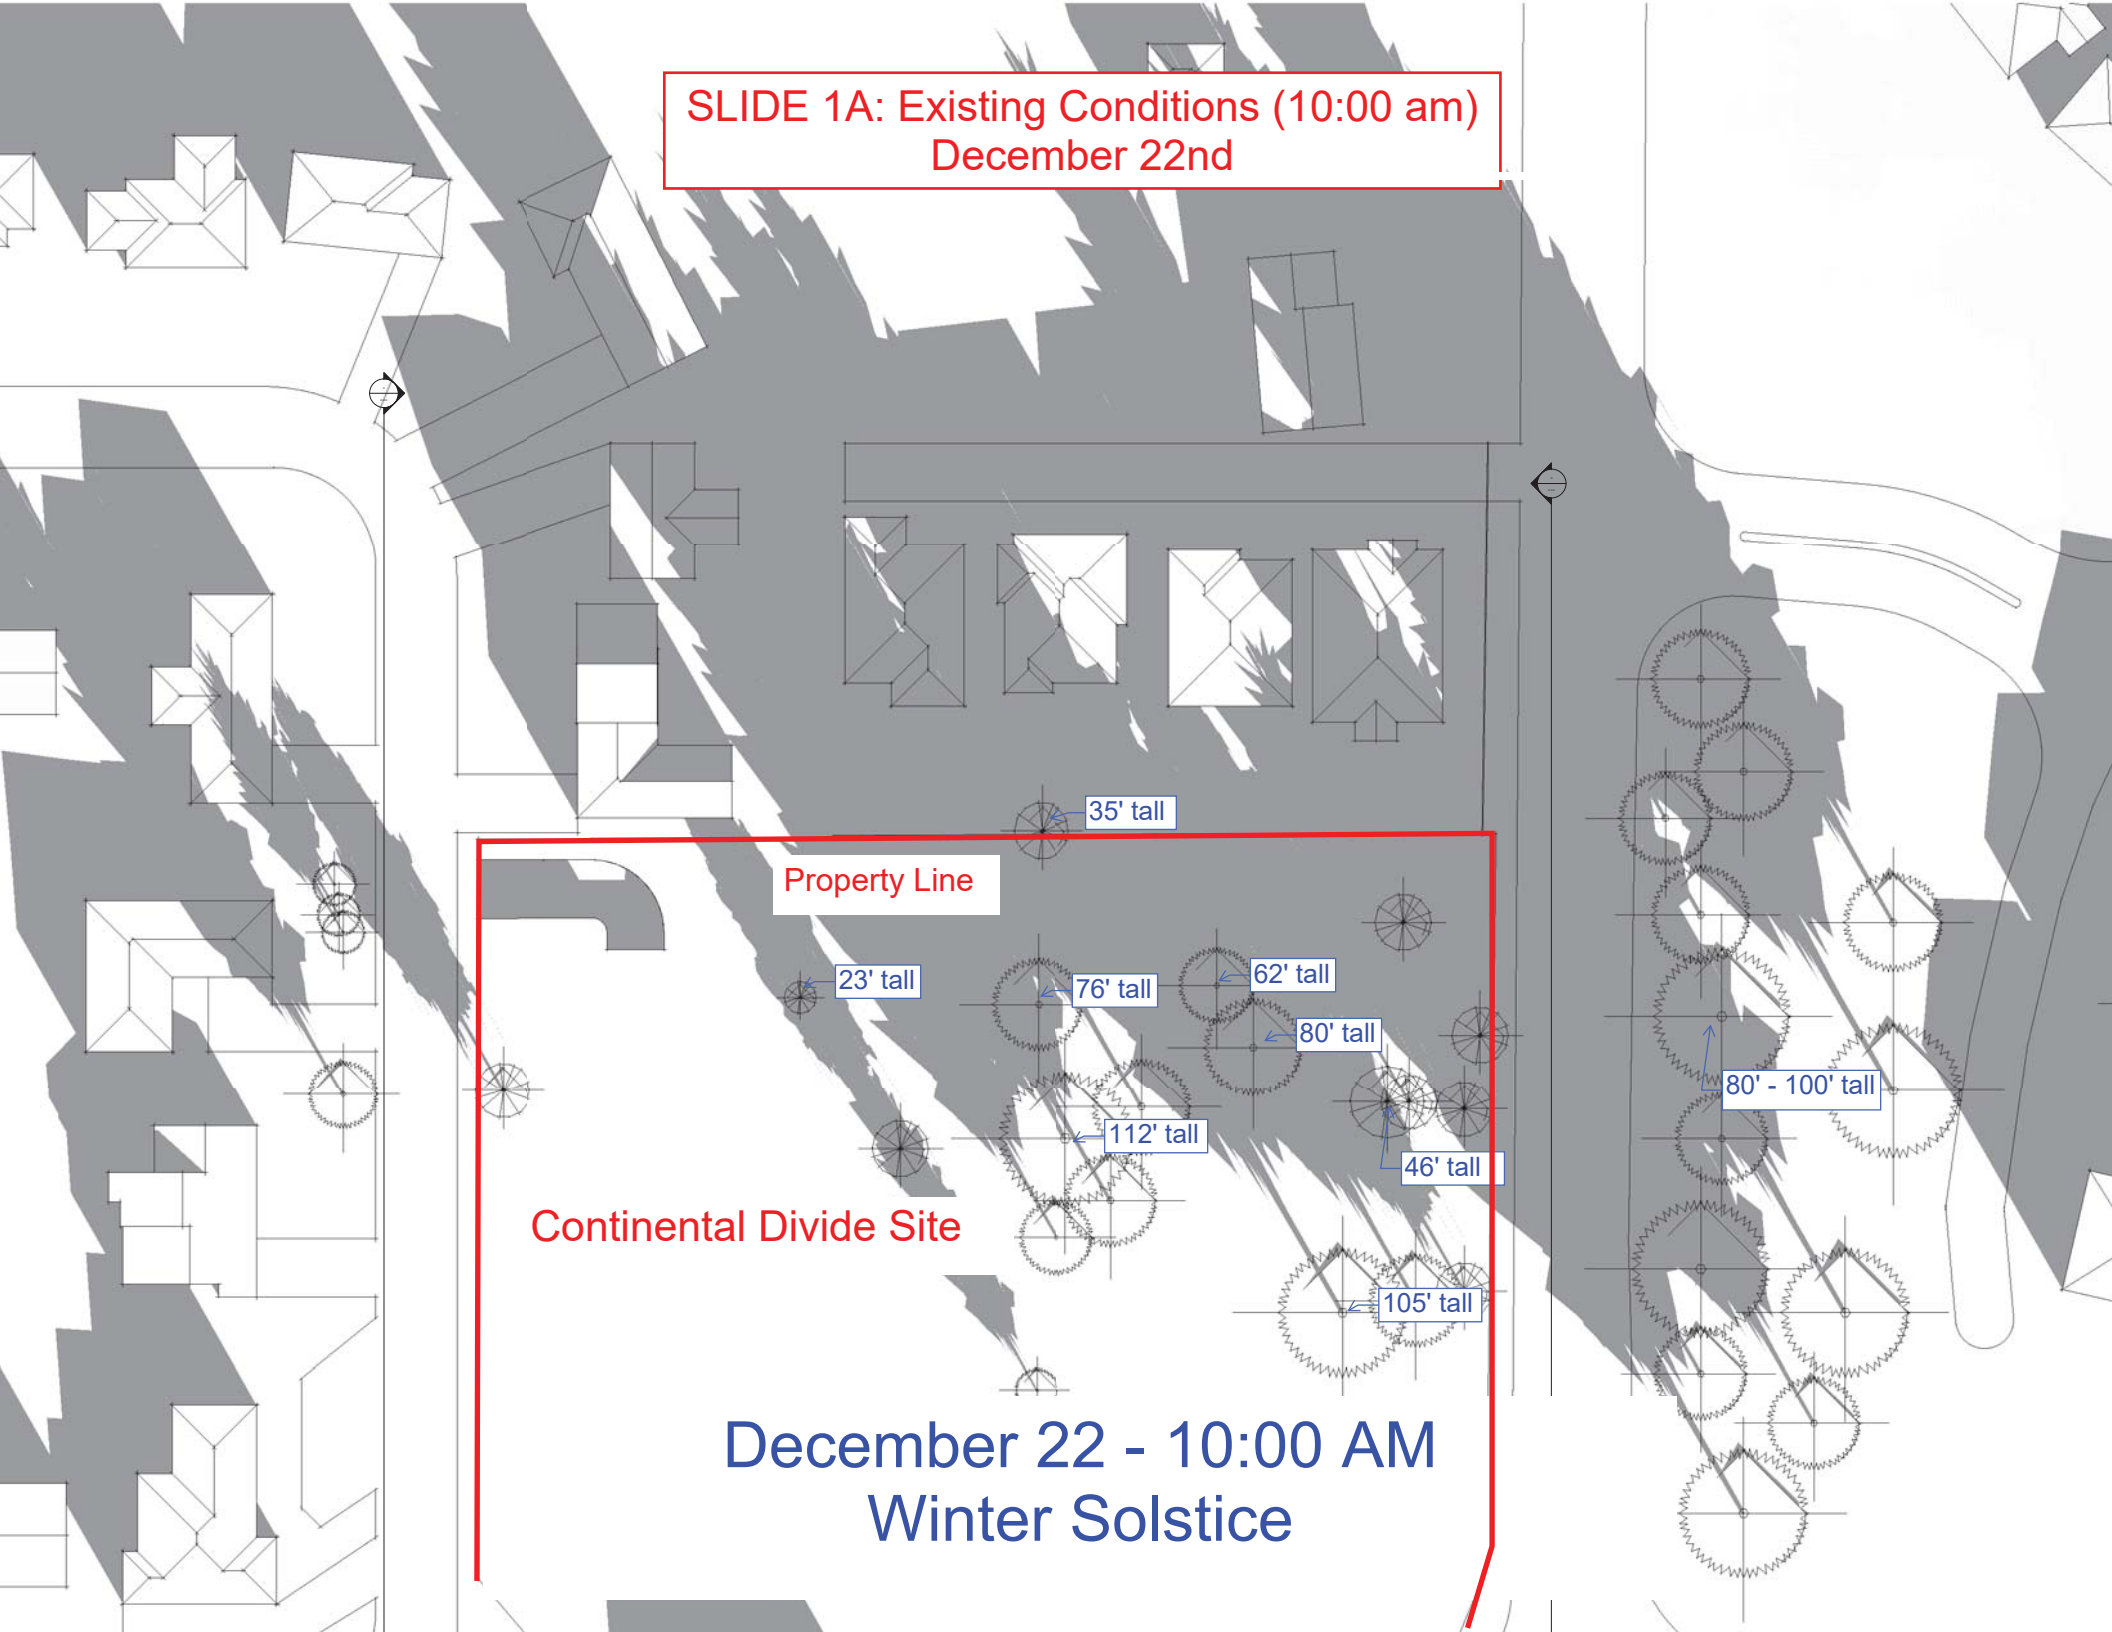 SLIDE 1A: Existing Conditions (10:00 am)
December 22nd
35' tall
Property Line
23' tall
76' tall
62' tall
80' tall
80' - 100' tall
112' tall
46' tall
Continental Divide Site
105' tall
December 22 - 10:00 AM
Winter Solstice